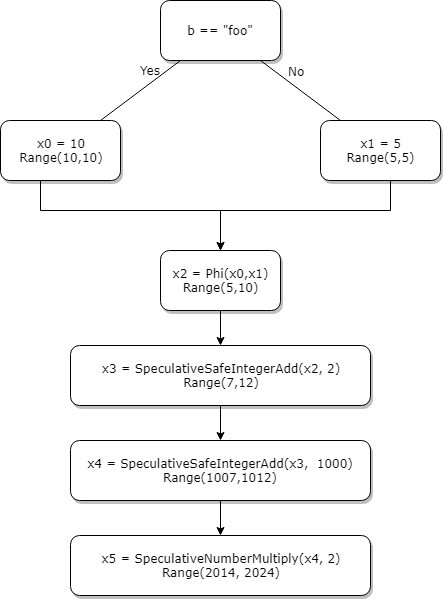 b == "foo"
Yes
No
x0 = 10
Range(10,10)
x1 = 5
Range(5,5)
x2 = Phi(x0,x1)
Range(5,10)
x3 = SpeculativeSafeIntegerAdd(x2, 2)
Range(7,12)
x4 = SpeculativeSafeIntegerAdd(x3, 1000)
Range(1007,1012)
x5 = SpeculativeNumberMultiply(x4, 2)
Range(2014, 2024)